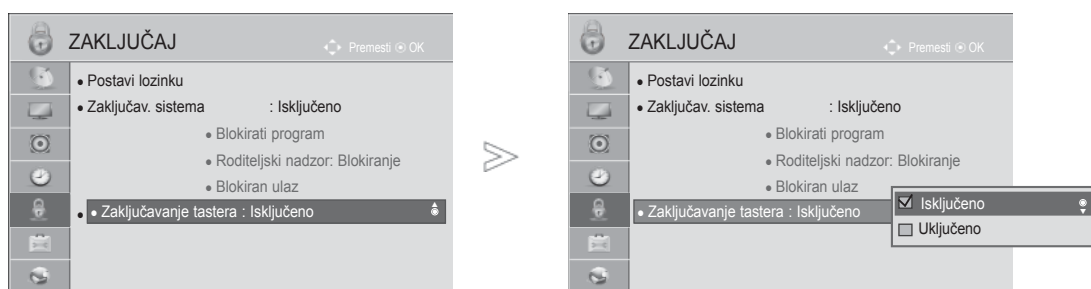 ZAKLJUČAJ
Premesti OK
• Postavi lozinku
• Zaključav. sistema : Isključeno
• Blokirati program
• Roditeljski nadzor: Blokiranje
• Blokiran ulaz
• • Zaključavanje tastera : Isključeno
ZAKLJUČAJ
Premesti OK
• Postavi lozinku
• Zaključav. sistema : Isključeno
• Blokirati program
• Roditeljski nadzor: Blokiranje
• Blokiran ulaz
• Zaključavanje tastera : Isključeno
Isključeno
Uključeno